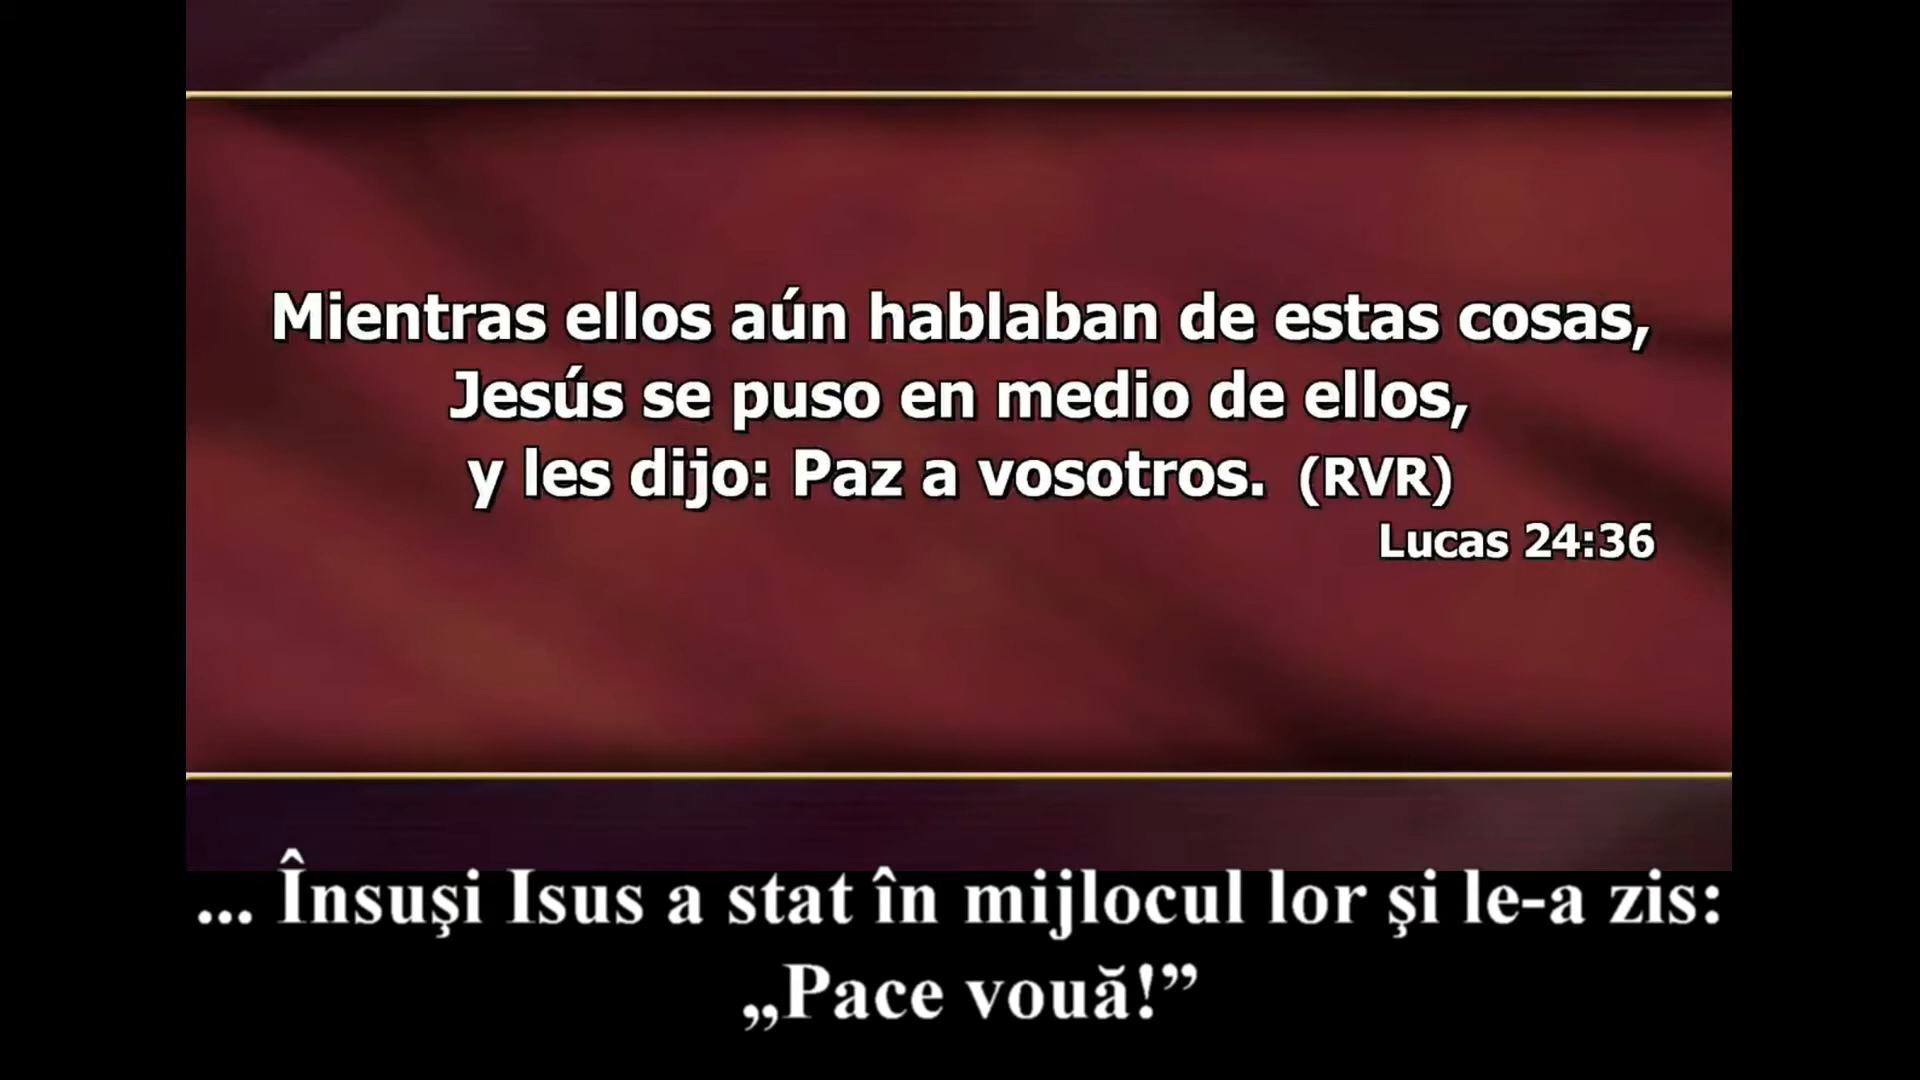 Mientras ellos aún hablaban de estas cosas,
Jesús se puso en medio de ellos,
y les dijo: Paz a vosotros. (RVR)
Lucas 24:36
... Însuşi Isus a stat în mijlocul lor şi le-a zis:
„Pace vouă!”